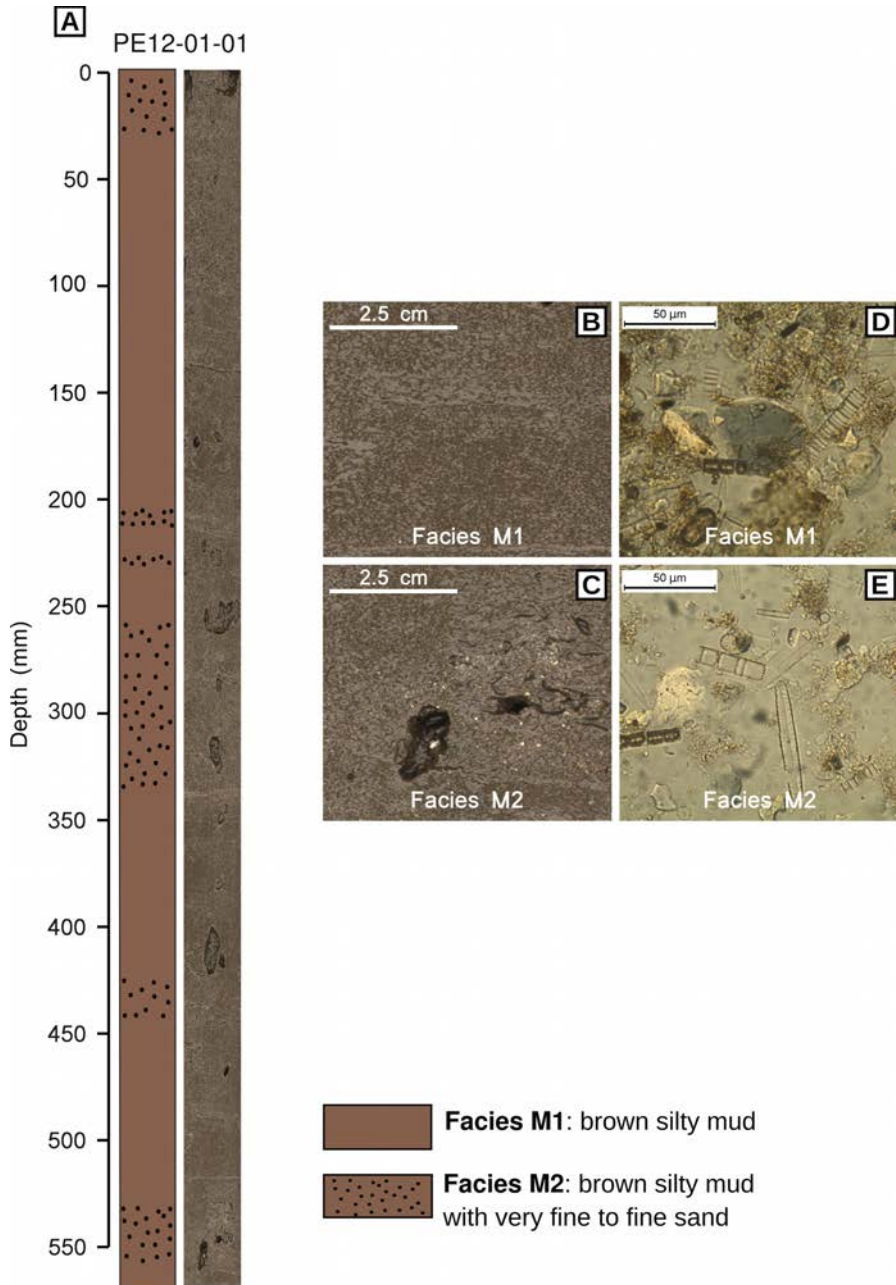 A
PE12-01-01
0
50
100
150
200
250
300
350
400
450
500
550
Depth (mm)
2.5 cm
B
Facies M1
50 µm
D
Facies M1
2.5 cm
C
Facies M2
50 µm
E
Facies M2
Facies M1: brown silty mud
Facies M2: brown silty mud
with very fine to fine sand